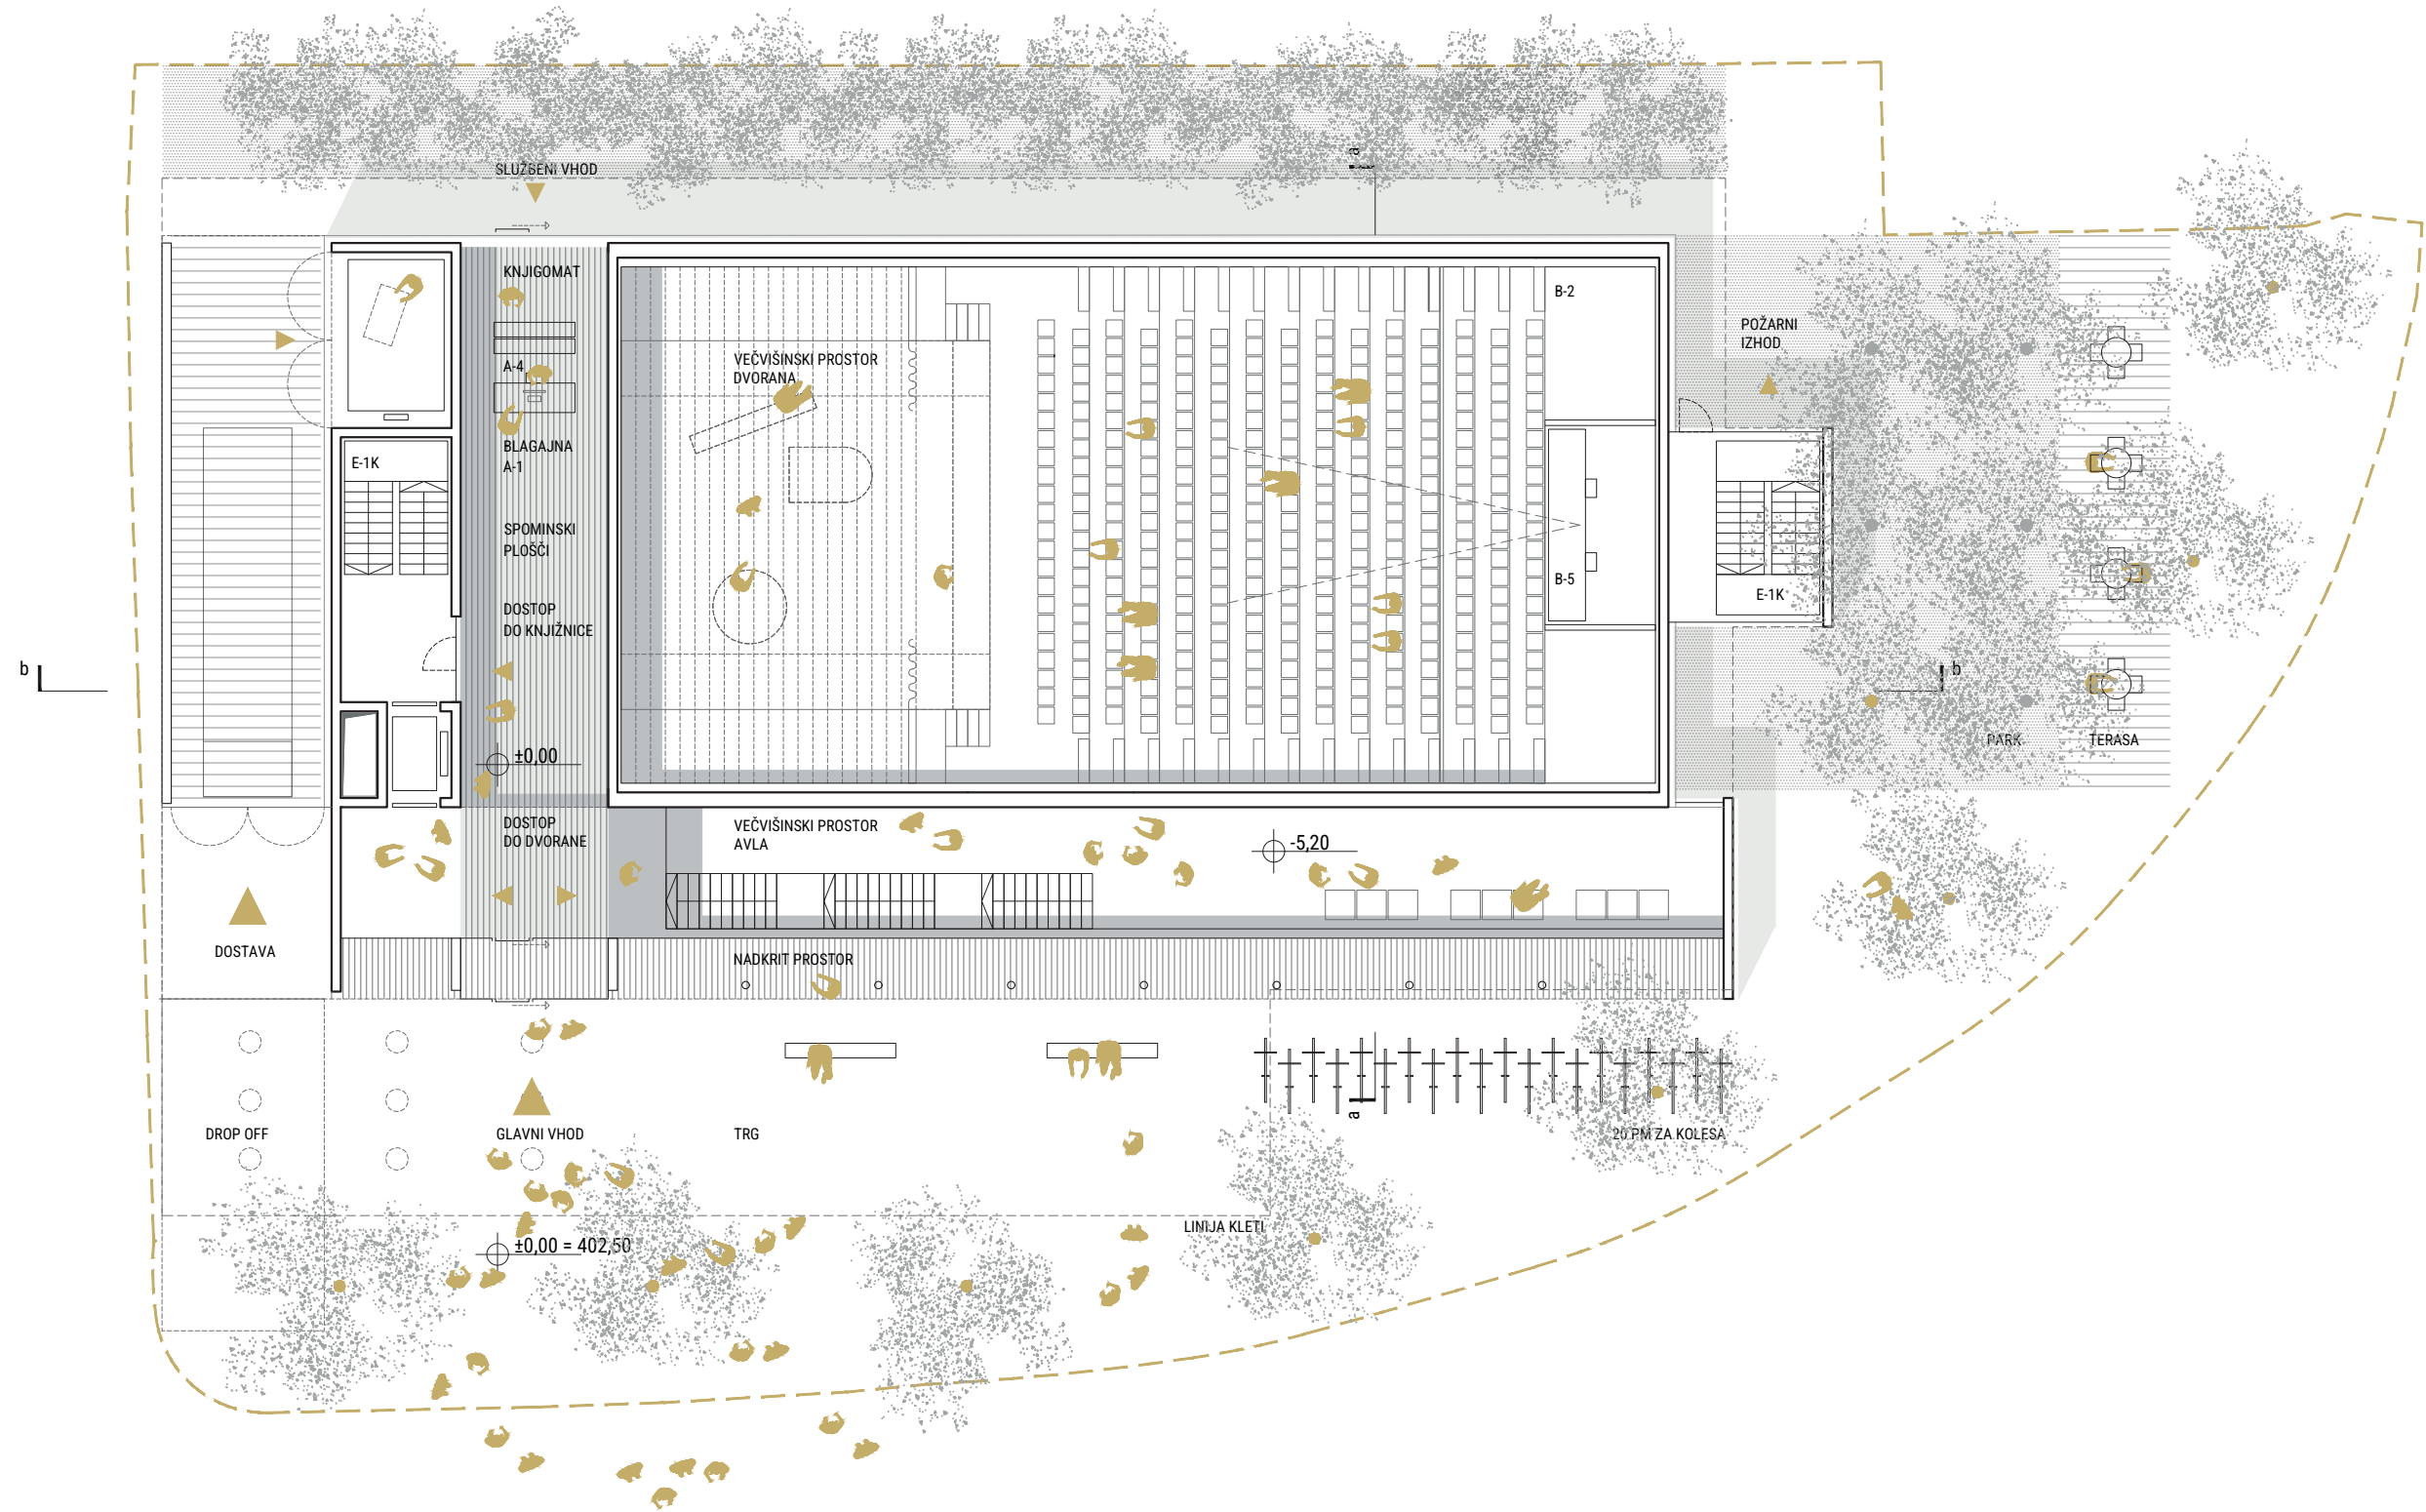 SLUŽBENI VHOD
a
KNJIGOMAT
A-4
BLAGAJNA
A-1
SPOMINSKI
PLOŠČI
DOSTOP
DO KNJIŽNICE
±0,00
DOSTOP
DO DVORANE
E-1K
VEČVIŠINSKI PROSTOR
DVORANA
B-2
B-5
POŽARNI
IZHOD
E-1K
b
b
PARK
TERASA
VEČVIŠINSKI PROSTOR
AVLA
-5,20
DOSTAVA
NADKRIT PROSTOR
DROP OFF
GLAVNI VHOD
TRG
a
20 PM ZA KOLESA
LINIJA KLETI
±0,00 = 402,50